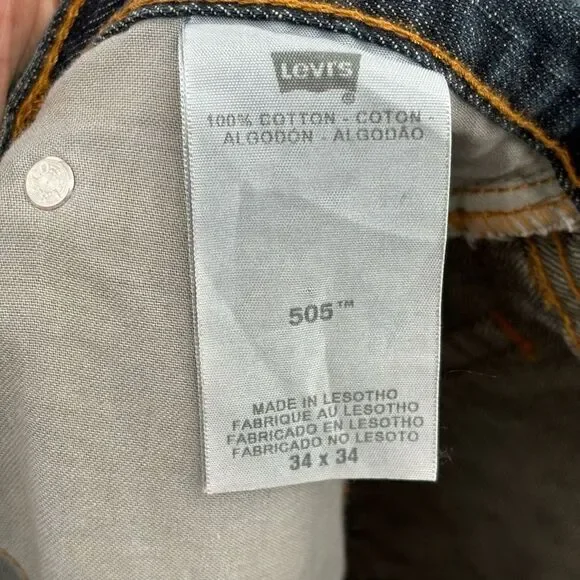 Levi's
®
100% COTTON - COTON -
ALGODÓN - ALGODÃO
505™
MADE IN LESOTHO
FABRIQUE AU LESOTHO
FABRICADO EN LESOTHO
FABRICADO NO LESOTO
34 x 34